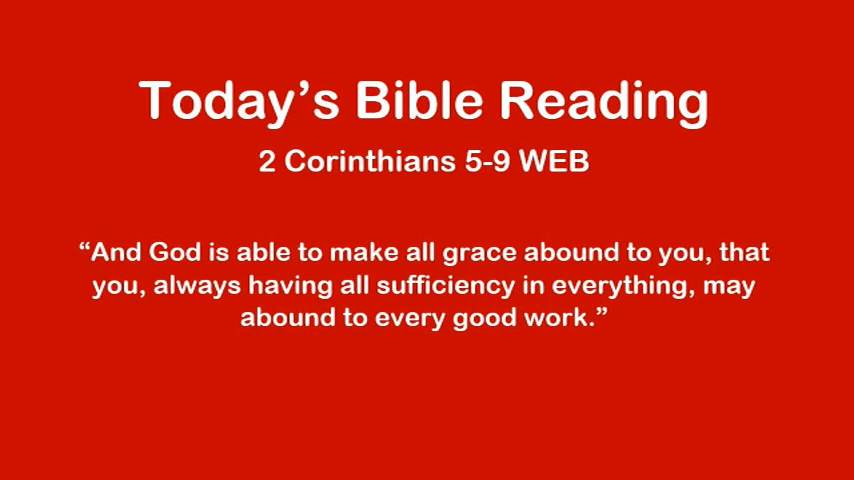 Today’s Bible Reading
2 Corinthians 5-9 WEB
“And God is able to make all grace abound to you, that
you, always having all sufficiency in everything, may
abound to every good work.”